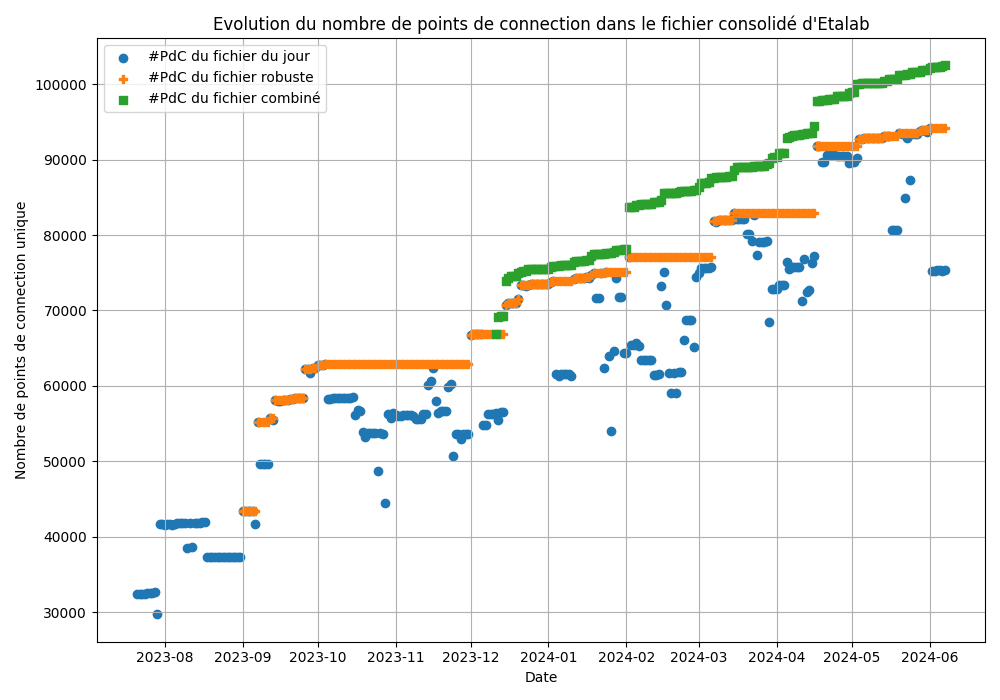 Evolution du nombre de points de connection dans le fichier consolidé d'Etalab
#PdC du fichier du jour
#PdC du fichier robuste
#PdC du fichier combiné
Nombre de points de connection unique
100000
90000
80000
70000
60000
50000
40000
30000
2023-08 2023-09 2023-10 2023-11 2023-12 2024-01 2024-02 2024-03 2024-04 2024-05 2024-06
Date